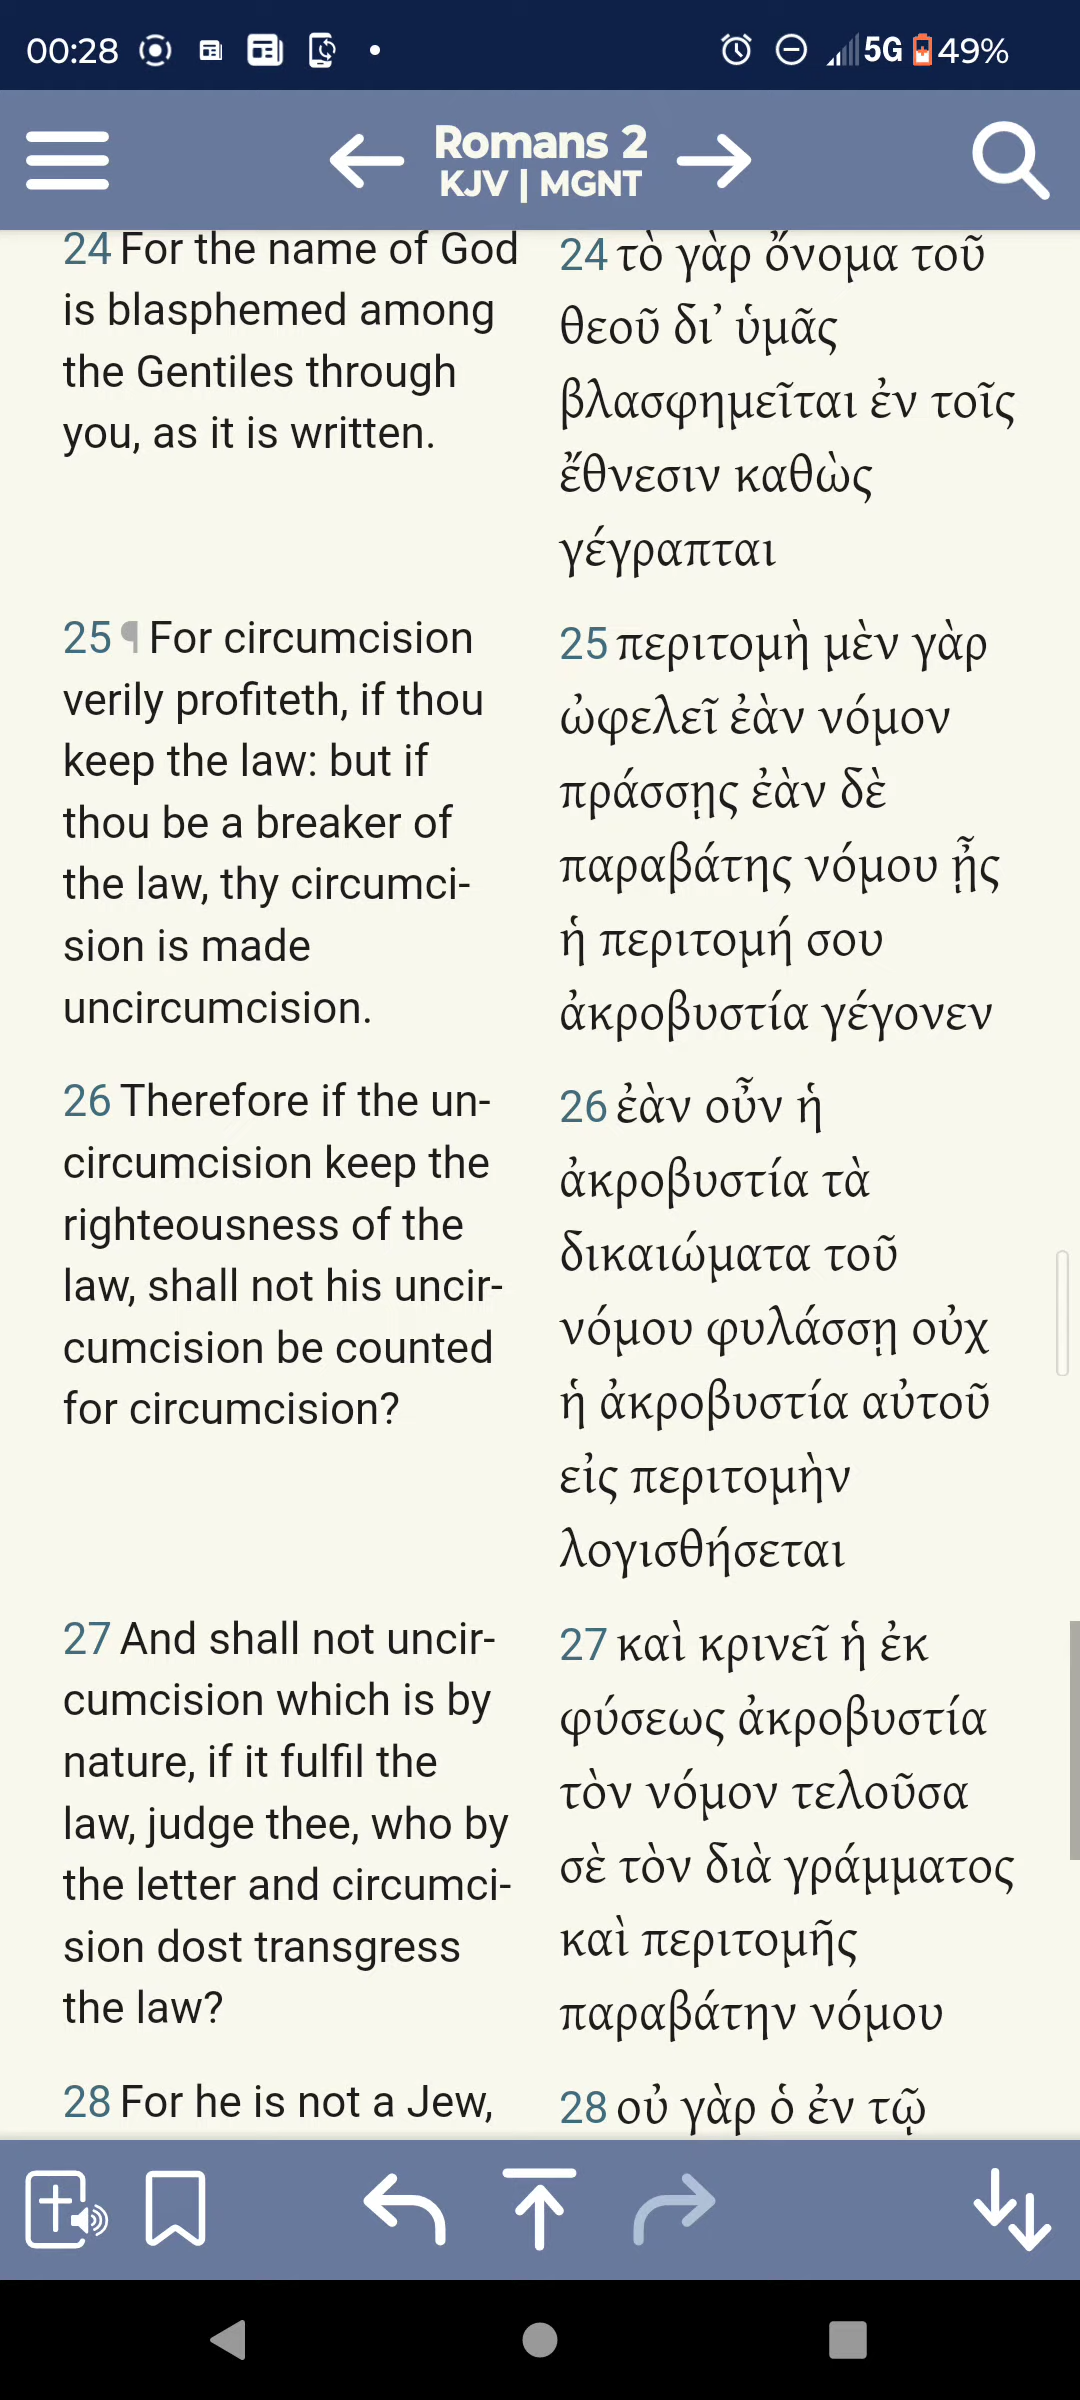 00:28
5G 49%
Romans 2
KJV | MGNT
24 For the name of God
is blasphemed among
the Gentiles through
you, as it is written.
24 τὸ γὰρ ὄνομα τοῦ
θεοῦ δι’ ὑμᾶς
βλασφημεῖται ἐν τοῖς
ἔθνεσιν καθὼς
γέγραπται
25 ¶ For circumcision
verily profiteth, if thou
keep the law: but if
thou be a breaker of
the law, thy circumci-
sion is made
uncircumcision.
25 περιτομὴ μὲν γὰρ
ὠφελεῖ ἐὰν νόμον
πράσσῃς ἐὰν δὲ
παραβάτης νόμου ᾖς
ἡ περιτομή σου
ἀκροβυστία γέγονεν
26 Therefore if the un-
circumcision keep the
righteousness of the
law, shall not his uncir-
cumcision be counted
for circumcision?
26 ἐὰν οὖν ἡ
ἀκροβυστία τὰ
δικαιώματα τοῦ
νόμου φυλάσσῃ οὐχ
ἡ ἀκροβυστία αὐτοῦ
εἰς περιτομὴν
λογισθήσεται
27 And shall not uncir-
cumcision which is by
nature, if it fulfil the
law, judge thee, who by
the letter and circumci-
sion dost transgress
the law?
27 καὶ κρινεῖ ἡ ἐκ
φύσεως ἀκροβυστία
τὸν νόμον τελοῦσα
σὲ τὸν διὰ γράμματος
καὶ περιτομῆς
παραβάτην νόμου
28 For he is not a Jew,
28 οὐ γὰρ ὁ ἐν τῷ